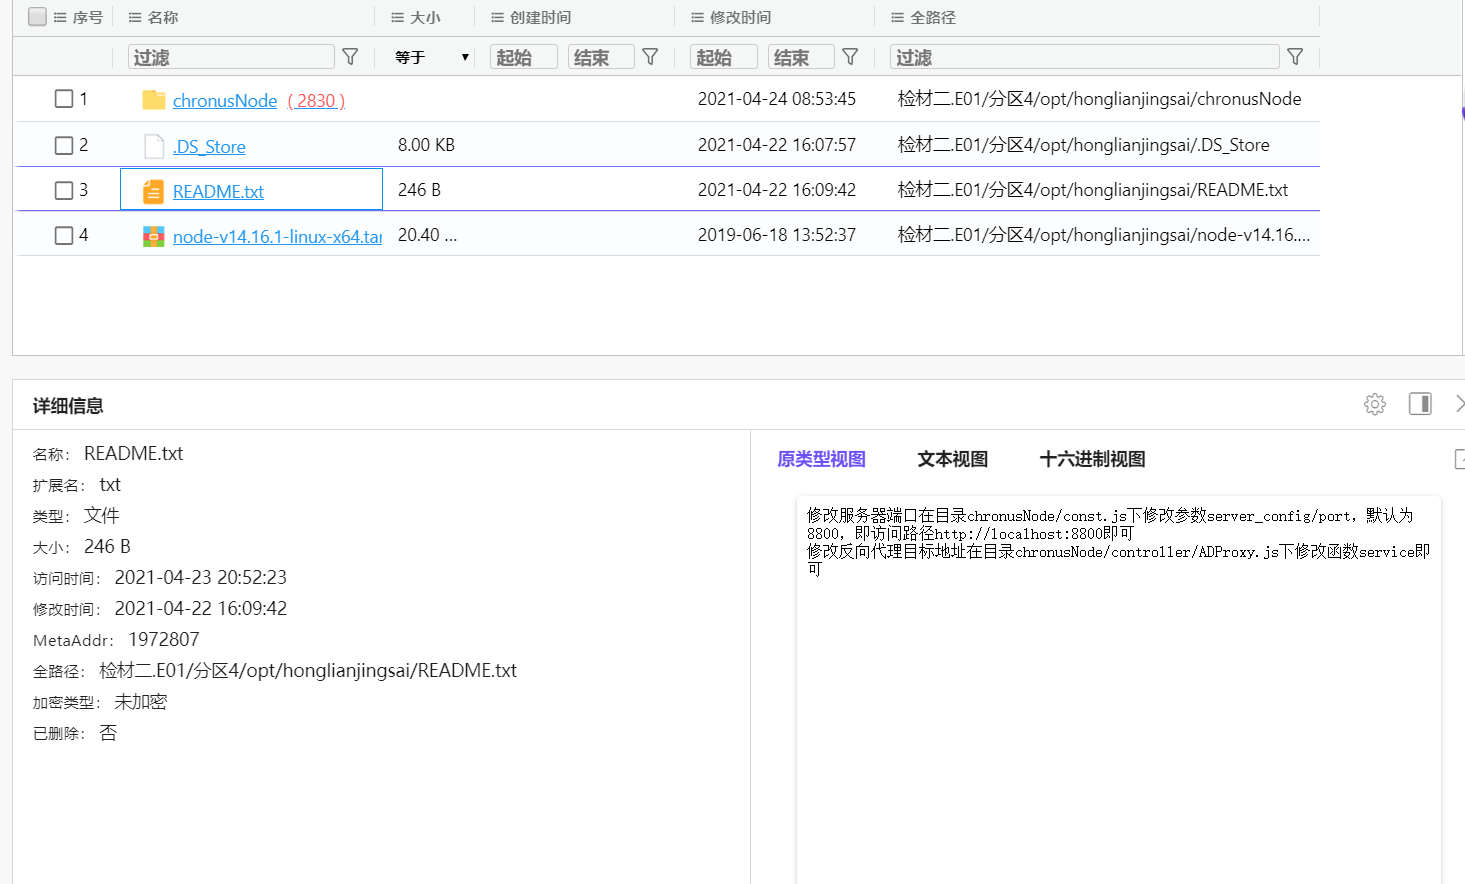 序号 名称 大小 创建时间 修改时间 全路径
过滤 等于 起始 结束 起始 结束 过滤
1 chronusNode ( 2830 ) 2021-04-24 08:53:45 检材二.E01/分区4/opt/honglianjingsai/chronusNode
2 .DS_Store 8.00 KB 2021-04-22 16:07:57 检材二.E01/分区4/opt/honglianjingsai/.DS_Store
3 README.txt 246 B 2021-04-22 16:09:42 检材二.E01/分区4/opt/honglianjingsai/README.txt
4 node-v14.16.1-linux-x64.tar 20.40 ... 2019-06-18 13:52:37 检材二.E01/分区4/opt/honglianjingsai/node-v14.16....
详细信息
名称： README.txt
扩展名： txt
类型： 文件
大小： 246 B
访问时间： 2021-04-23 20:52:23
修改时间： 2021-04-22 16:09:42
MetaAddr： 1972807
全路径： 检材二.E01/分区4/opt/honglianjingsai/README.txt
加密类型： 未加密
已删除： 否
原类型视图 文本视图 十六进制视图
修改服务器端口在目录chronusNode/const.js下修改参数server_config/port，默认为
8800，即访问路径http://localhost:8800即可
修改反向代理目标地址在目录chronusNode/controller/ADProxy.js下修改函数service即
可